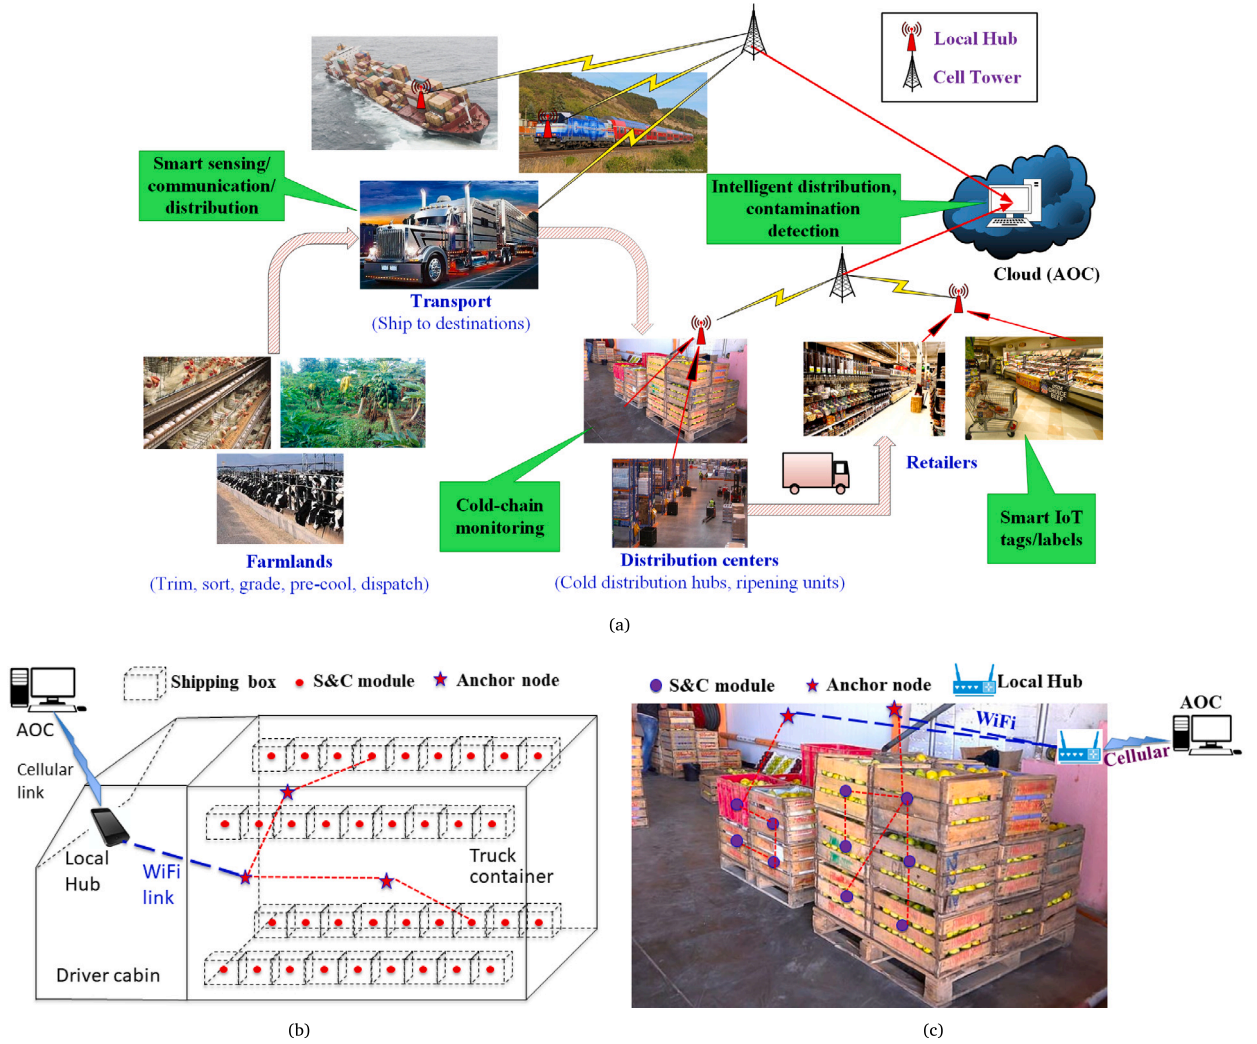 Local Hub
Cell Tower
Smart sensing/
communication/
distribution
Intelligent distribution,
contamination
detection
Cloud (AOC)
Transport
(Ship to destinations)
Retailers
Cold-chain
monitoring
Smart IoT
tags/labels
Farmlands
(Trim, sort, grade, pre-cool, dispatch)
Distribution centers
(Cold distribution hubs, ripening units)
(a)
Shipping box
S&C module
Anchor node
AOC
Cellular
link
Local
Hub
WiFi
link
Truck
container
Driver cabin
(b)
S&C module
Anchor node
Local Hub
AOC
WiFi
Cellular
(c)